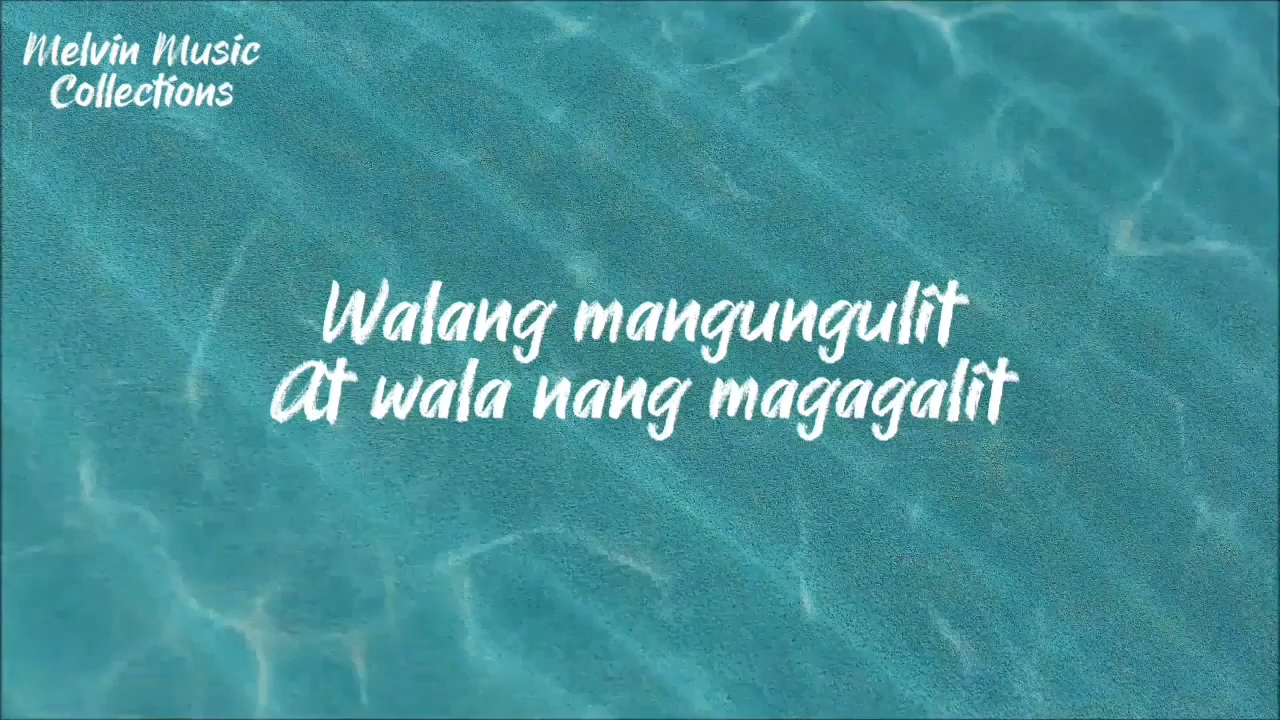 Melvin Music
Collections
Walang mangungulit
At wala nang magagalit